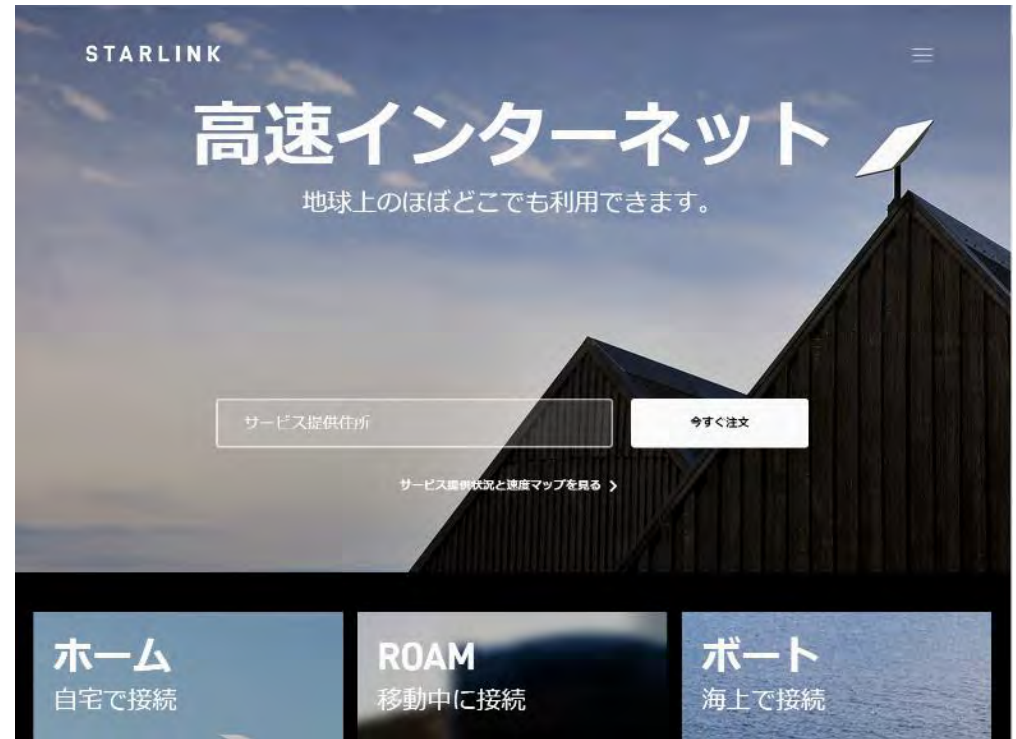 STARLINK
高速インターネット
地球上のほぼどこでも利用できます。
サービス提供住所
今すぐ注文
サービス提供状況と速度マップを見る
ホーム
自宅で接続
ROAM
移動中に接続
ボート
海上で接続